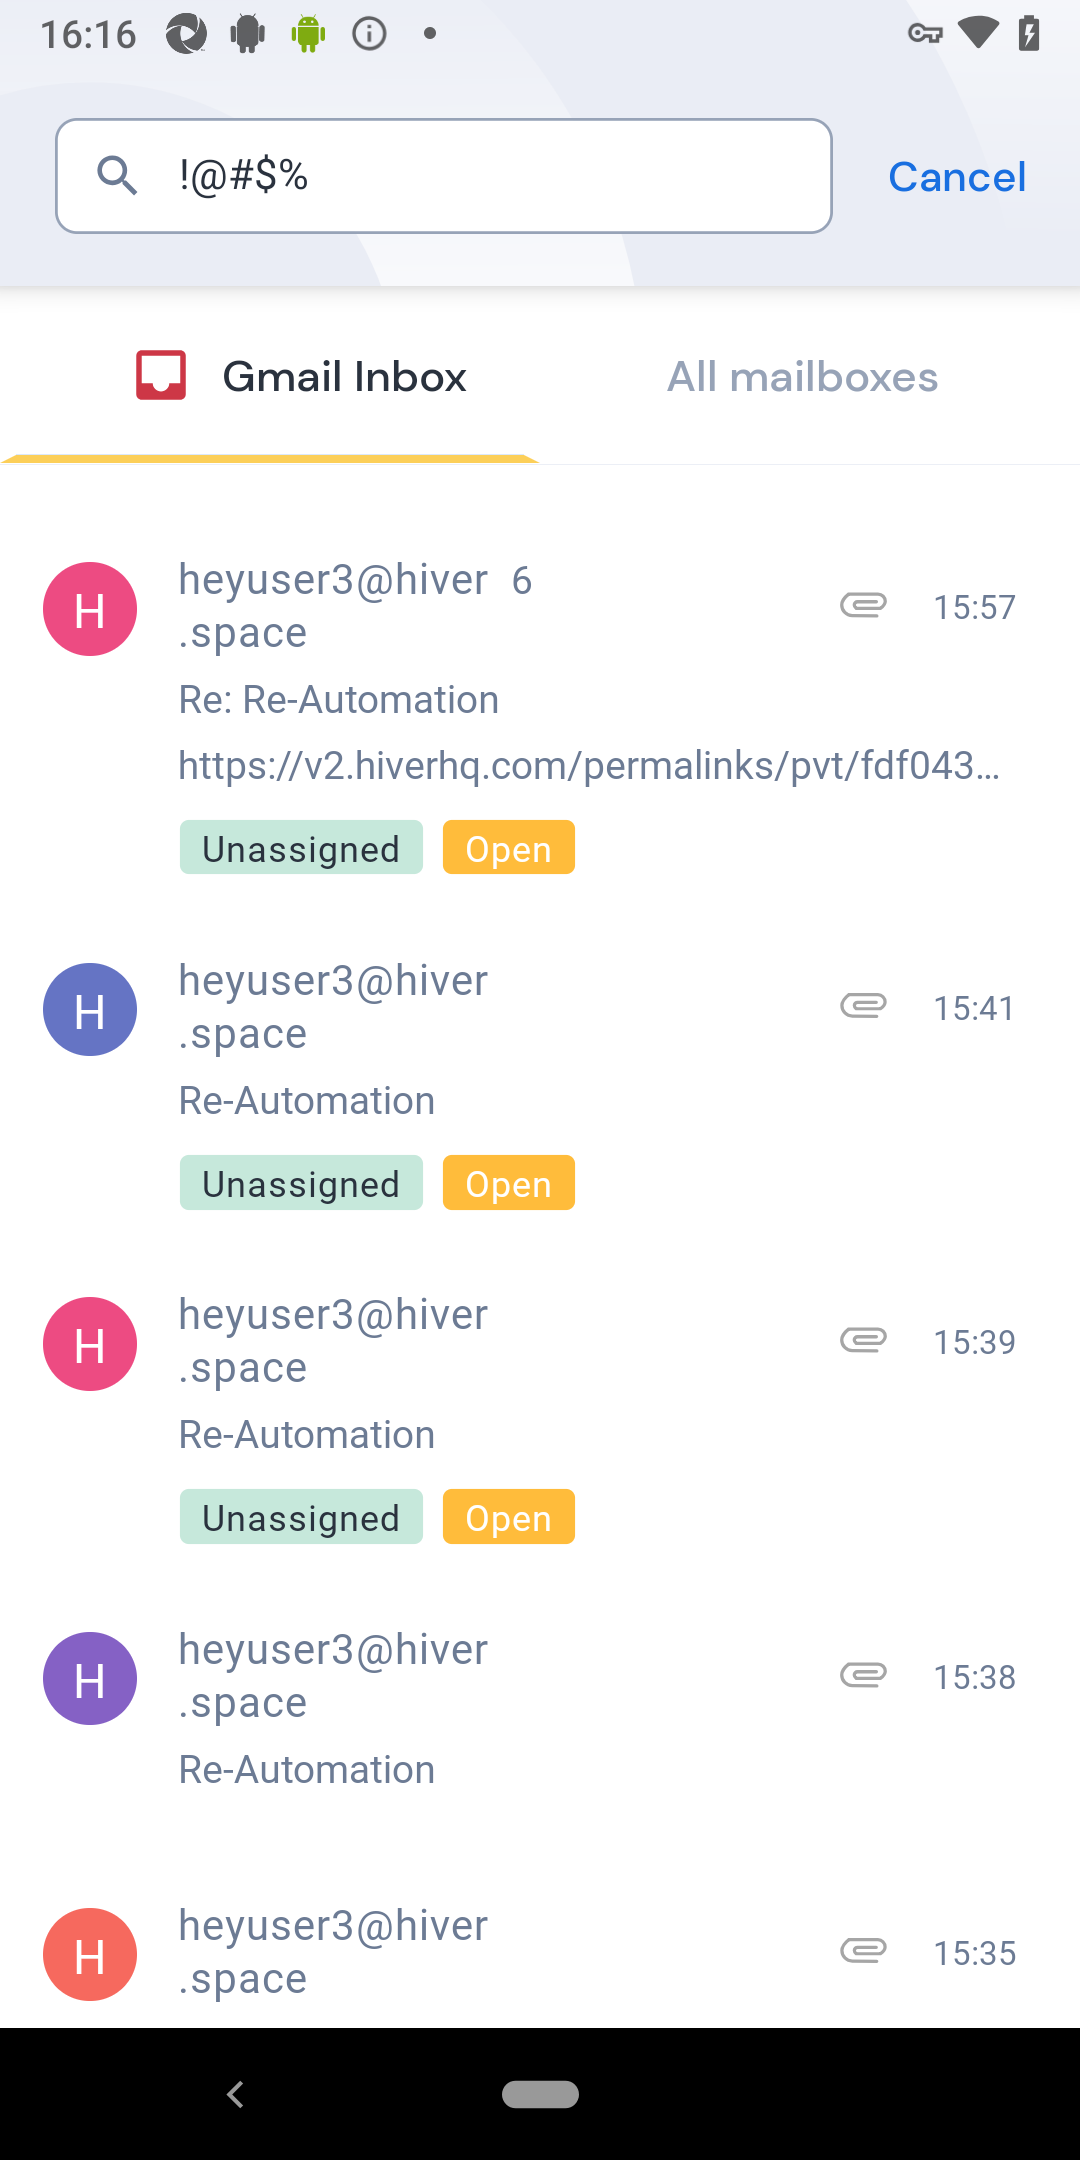 16:16
!@#$%
Cancel
Gmail Inbox
All mailboxes
H
heyuser3@hiver 6
.space
15:57
Re: Re-Automation
https://v2.hiverhq.com/permalinks/pvt/fdf043...
Unassigned Open
H
heyuser3@hiver
.space
15:41
Re-Automation
Unassigned Open
H
heyuser3@hiver
.space
15:39
Re-Automation
Unassigned Open
H
heyuser3@hiver
.space
15:38
Re-Automation
H
heyuser3@hiver
.space
15:35